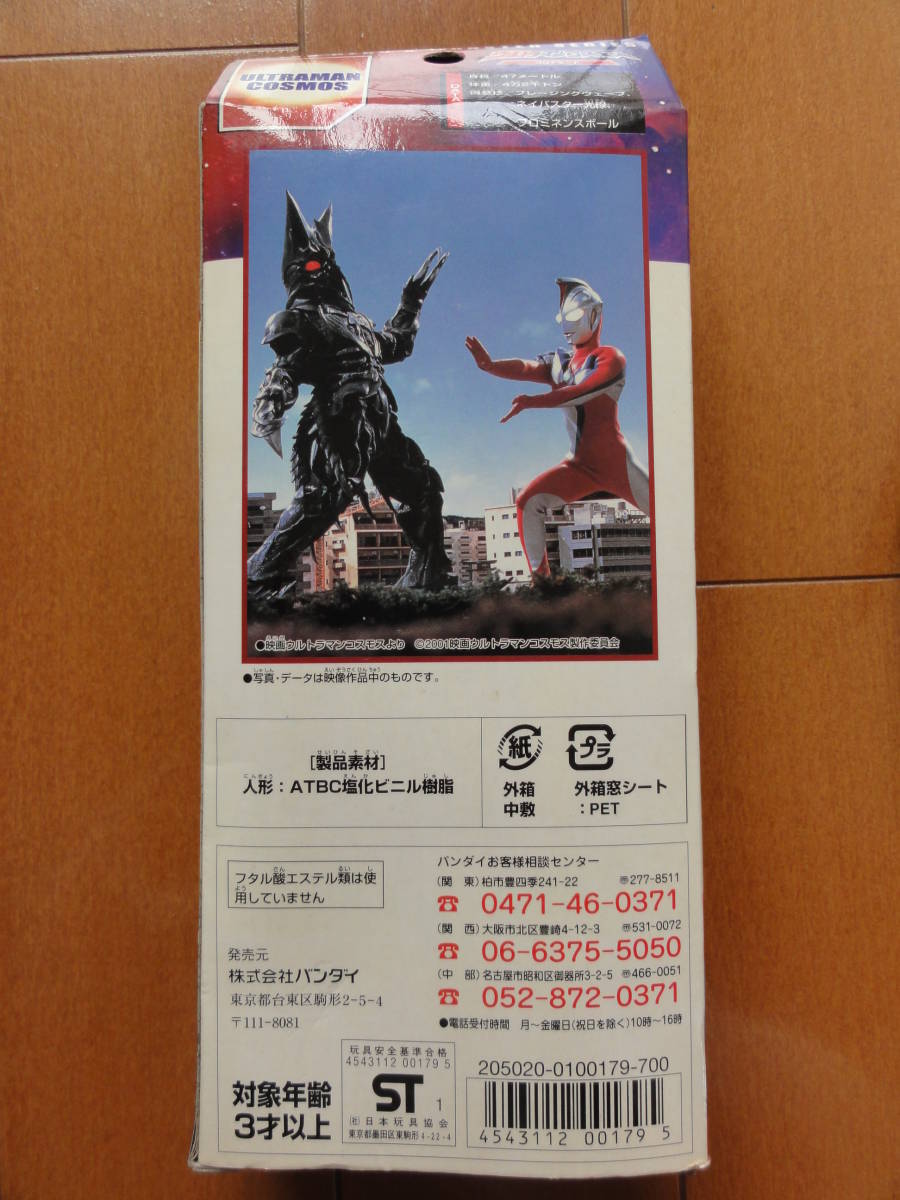 ULTRAMAN
COSMOS
身長:47メートル
体重:4万2千トン
得意技:ブレージングウェーブ、
ネイバスター光線、
プロミネンスボール
●映画ウルトラマンコスモスより ©2001映画ウルトラマンコスモス製作委員会
●写真・データは映像作品中のものです。
[製品素材]
人形:ATBC塩化ビニル樹脂
紙
外箱
中敷
プラ
外箱窓シート
:PET
フタル酸エステル類は使
用していません
発売元
株式会社バンダイ
東京都台東区駒形2-5-4
〒111-8081
バンダイお客様相談センター
(関 東)柏市豊四季241-22 〒277-8511
☎ 0471-46-0371
(関 西)大阪市北区豊崎4-12-3 〒531-0072
☎ 06-6375-5050
(中 部)名古屋市昭和区御器所3-2-5 〒466-0051
☎ 052-872-0371
●電話受付時間 月~金曜日(祝日を除く)10時~16時
対象年齢
3才以上
玩具安全基準合格
4543112 00179 5
ST 1
(社)日本玩具協会
東京都墨田区東駒形4-22-4
205020-0100179-700
4543112 001795